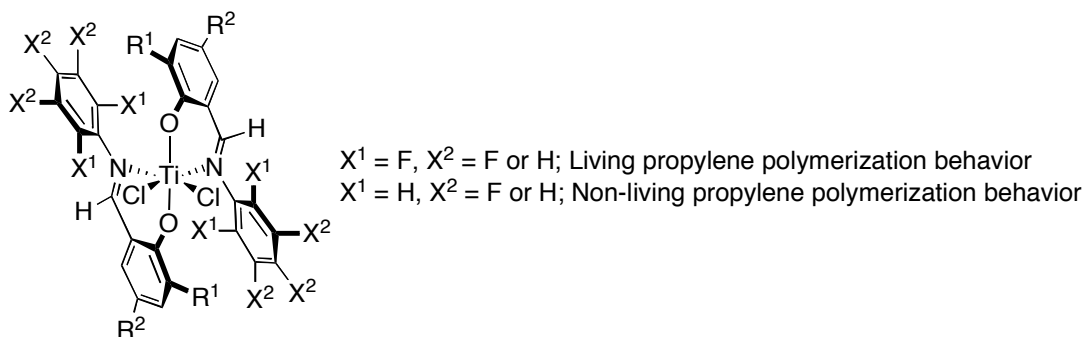 X² X² R¹ R²
X² X¹
O H
X¹ N Ti N X¹
Cl Cl
H O
X¹ X²
R¹ X² X²
R²
X¹ = F, X² = F or H; Living propylene polymerization behavior
X¹ = H, X² = F or H; Non-living propylene polymerization behavior